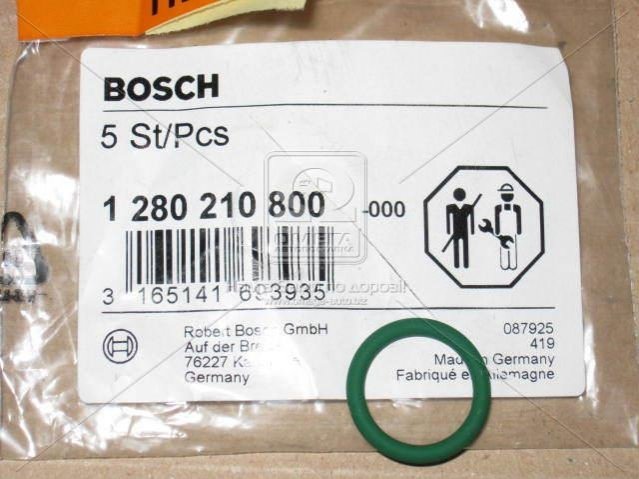 BOSCH
5 St/Pcs
1 280 210 800 -000
3 165141 693935
Robert Bosch GmbH
Auf der
76227
Germany
087925
419
Made in Germany
Fabriqué en Allemagne